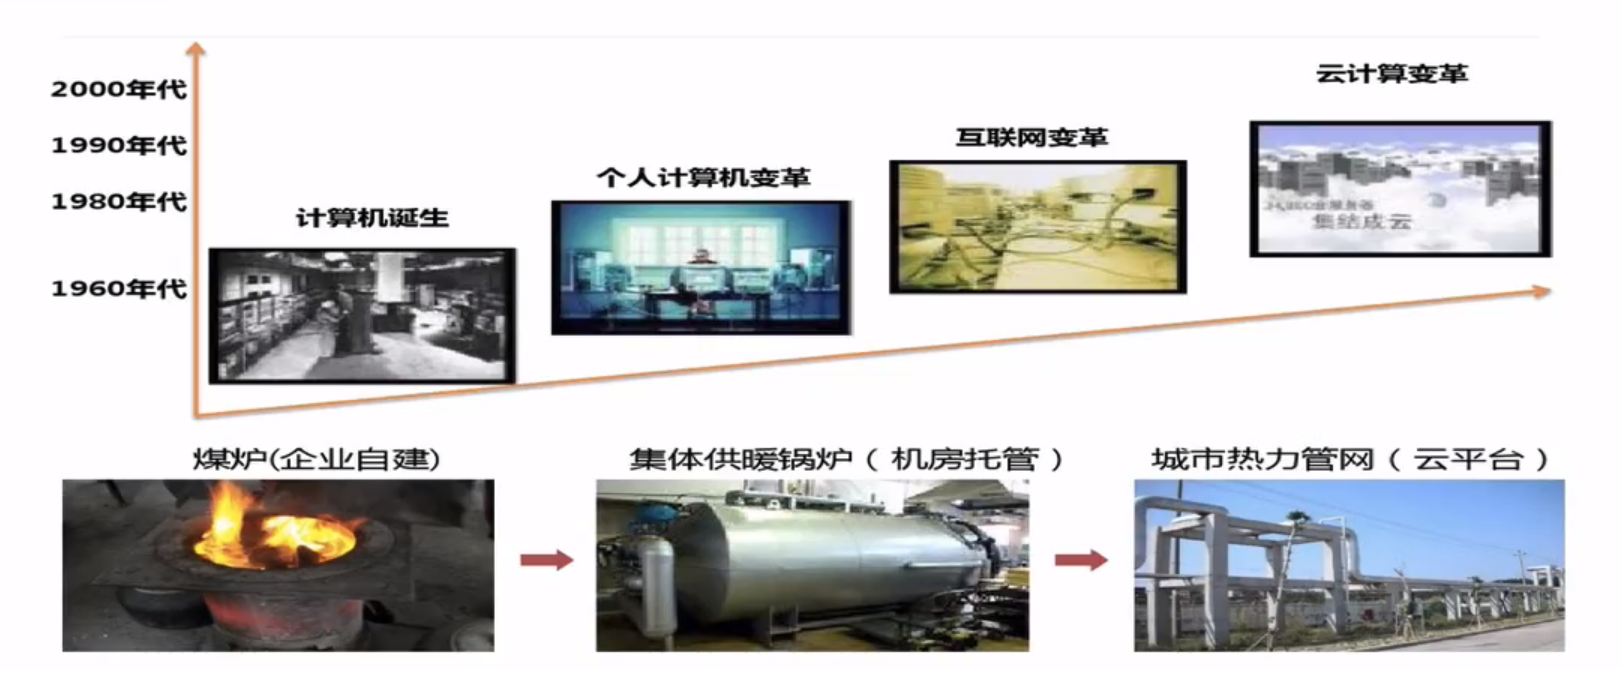 云计算变革
2000年代
互联网变革
1990年代
个人计算机变革
1980年代
计算机诞生
集结成云
1960年代
煤炉(企业自建)
集体供暖锅炉（机房托管）
城市热力管网（云平台）